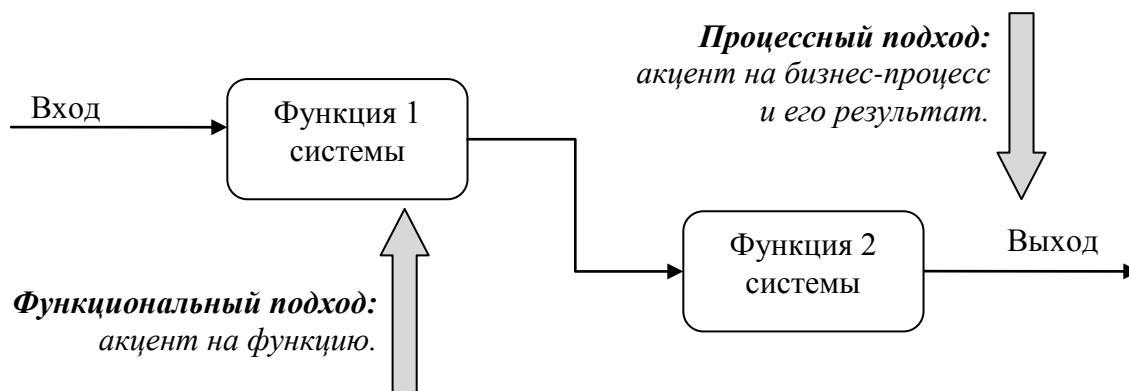 Процессный подход:
акцент на бизнес-процесс
и его результат.
Вход
Функция 1
системы
Функция 2
системы
Выход
Функциональный подход:
акцент на функцию.